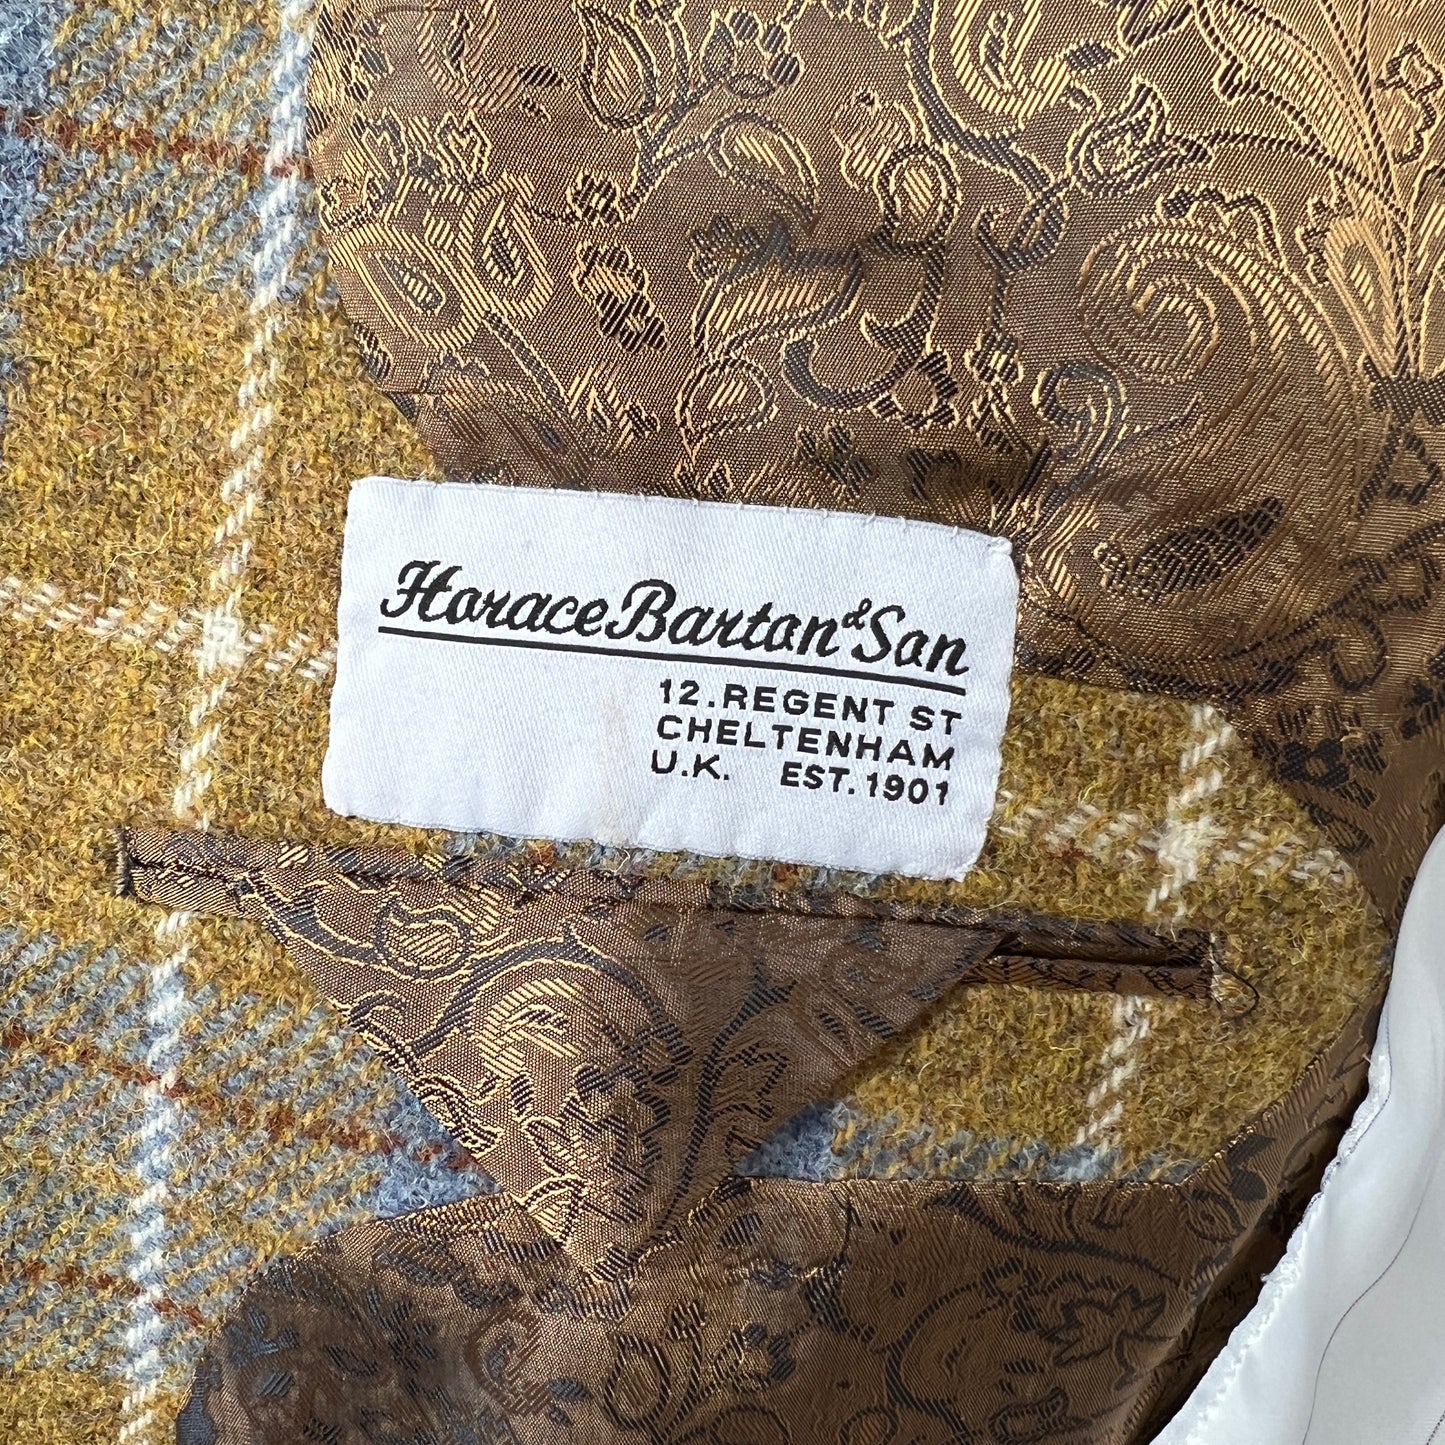 Horace Barton & Son
12. REGENT ST
CHELTENHAM
U.K. EST. 1901